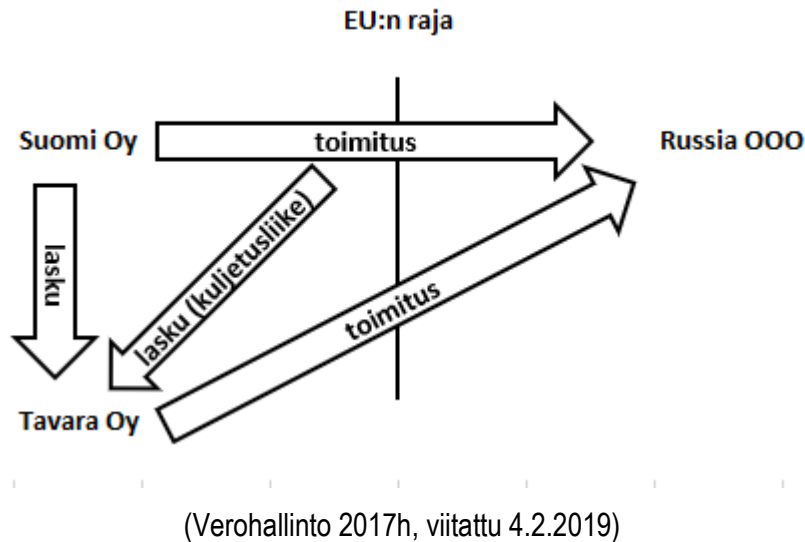 EU:n raja
Suomi Oy
toimitus
Russia OOO
lasku
lasku (kuljetusliike)
toimitus
Tavara Oy
(Verohallinto 2017h, viitattu 4.2.2019)